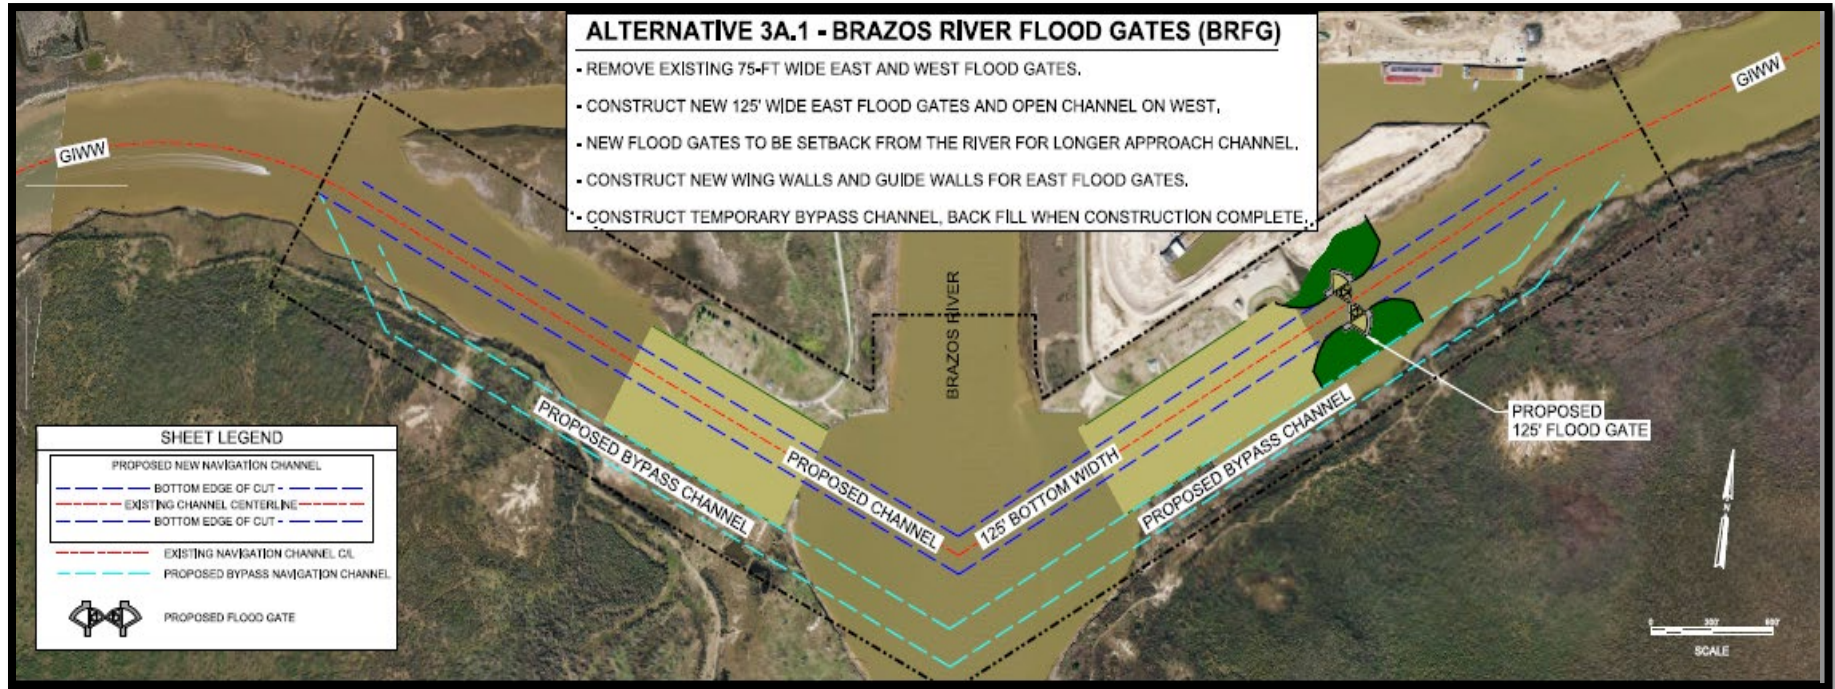 ALTERNATIVE 3A.1 - BRAZOS RIVER FLOOD GATES (BRFG)
- REMOVE EXISTING 75-FT WIDE EAST AND WEST FLOOD GATES.
- CONSTRUCT NEW 125' WIDE EAST FLOOD GATES AND OPEN CHANNEL ON WEST.
- NEW FLOOD GATES TO BE SETBACK FROM THE RIVER FOR LONGER APPROACH CHANNEL.
- CONSTRUCT NEW WING WALLS AND GUIDE WALLS FOR EAST FLOOD GATES.
- CONSTRUCT TEMPORARY BYPASS CHANNEL, BACK FILL WHEN CONSTRUCTION COMPLETE.
GIWW
GIWW
BRAZOS RIVER
PROPOSED BYPASS CHANNEL
PROPOSED CHANNEL
125' BOTTOM WIDTH
PROPOSED BYPASS CHANNEL
PROPOSED
125' FLOOD GATE
SHEET LEGEND
PROPOSED NEW NAVIGATION CHANNEL
BOTTOM EDGE OF CUT
EXISTING CHANNEL CENTERLINE
BOTTOM EDGE OF CUT
EXISTING NAVIGATION CHANNEL C/L
PROPOSED BYPASS NAVIGATION CHANNEL
PROPOSED FLOOD GATE
N
0 300' 600'
SCALE